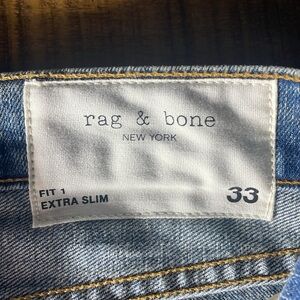 rag & bone
NEW YORK
FIT 1
EXTRA SLIM
33